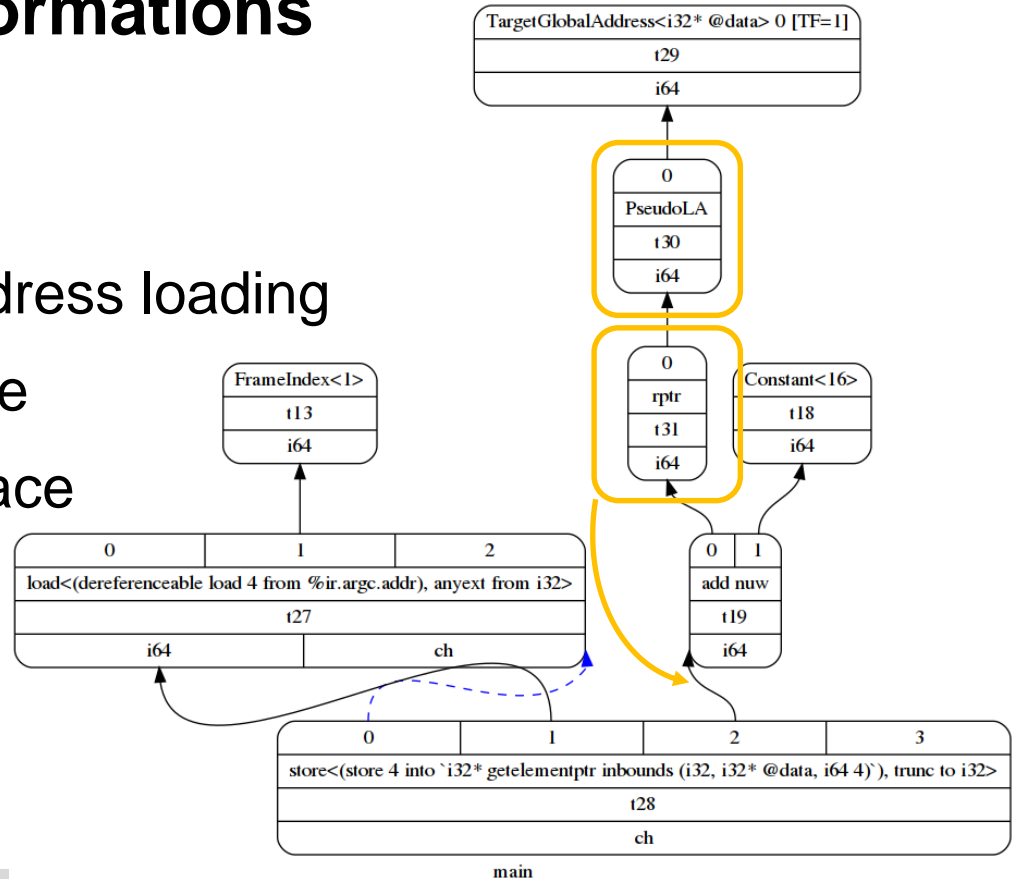 ormations
dress loading
e
ace
TargetGlobalAddress<i32* @data> 0 [TF=1]
t29
i64
0
PseudoLA
t30
i64
0
rptr
t31
i64
FrameIndex<1>
t13
i64
Constant<16>
t18
i64
0 1 2
load<(dereferenceable load 4 from %ir.argc.addr), anyext from i32>
t27
i64 ch
0 1
add nuw
t19
i64
0 1 2 3
store<(store 4 into `i32* getelementptr inbounds (i32, i32* @data, i64 4)`), trunc to i32>
t28
ch
main